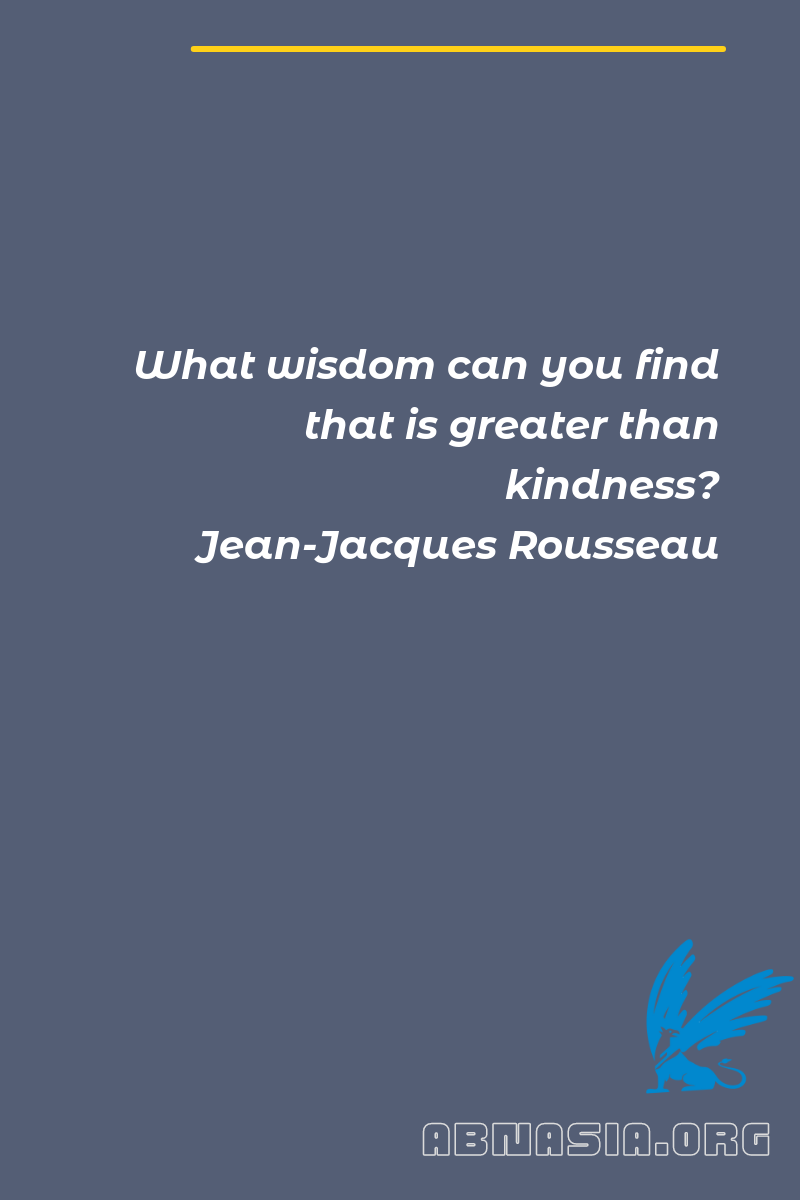 What wisdom can you find
that is greater than
kindness?
Jean-Jacques Rousseau
ABNASIA.ORG